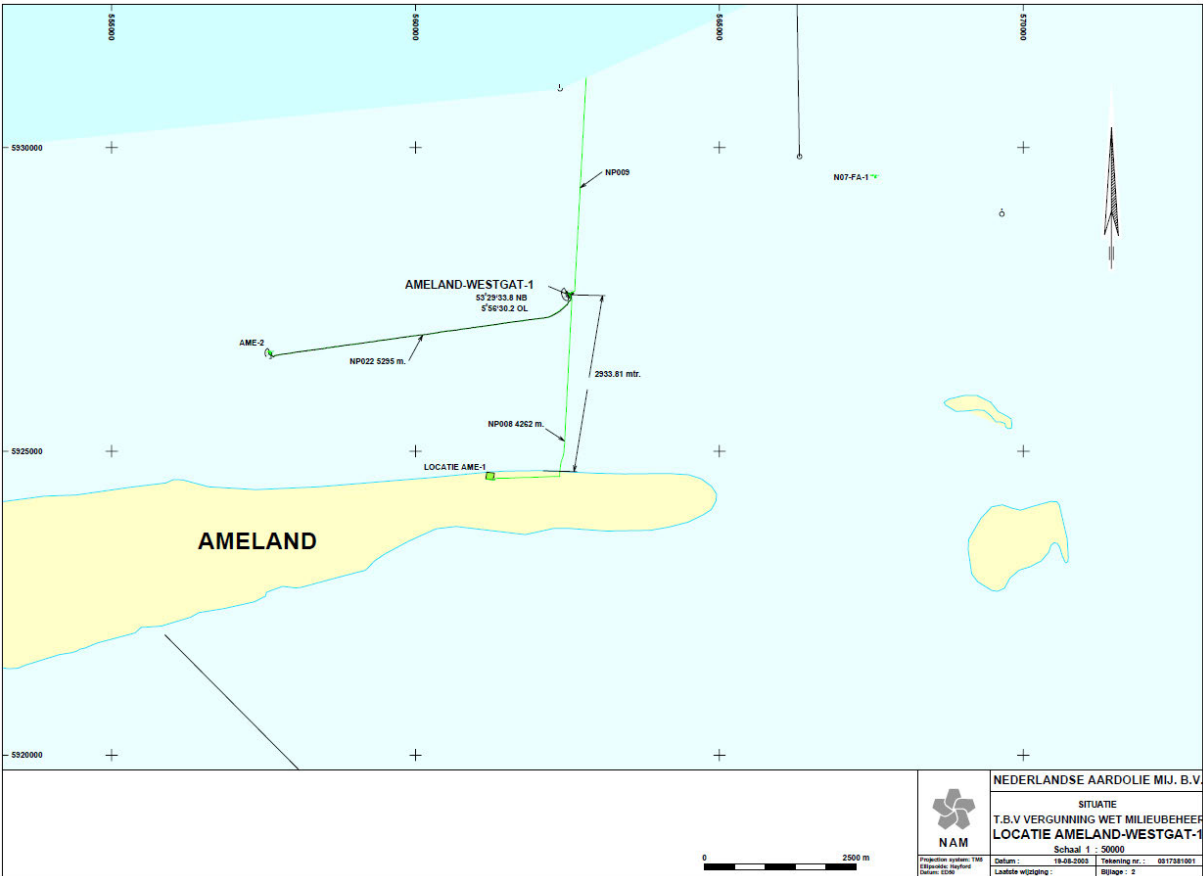 555000
560000
565000
570000
5930000
NP009
N07-FA-1
AMELAND-WESTGAT-1
53°29'33.8 NB
5°56'30.2 OL
AME-2
NP022 5295 m.
2933.81 mtr.
NP008 4262 m.
5925000
LOCATIE AME-1
AMELAND
5920000
0 2500 m
NAM
Projection system: TM5
Ellipsoide: Hayford
Datum: ED50
NEDERLANDSE AARDOLIE MIJ. B.V.
SITUATIE
T.B.V VERGUNNING WET MILIEUBEHEER
LOCATIE AMELAND-WESTGAT-1
Schaal 1 : 50000
Datum : 19-08-2003 Tekening nr. : 0317381001
Laatste wijziging : Bijlage : 2